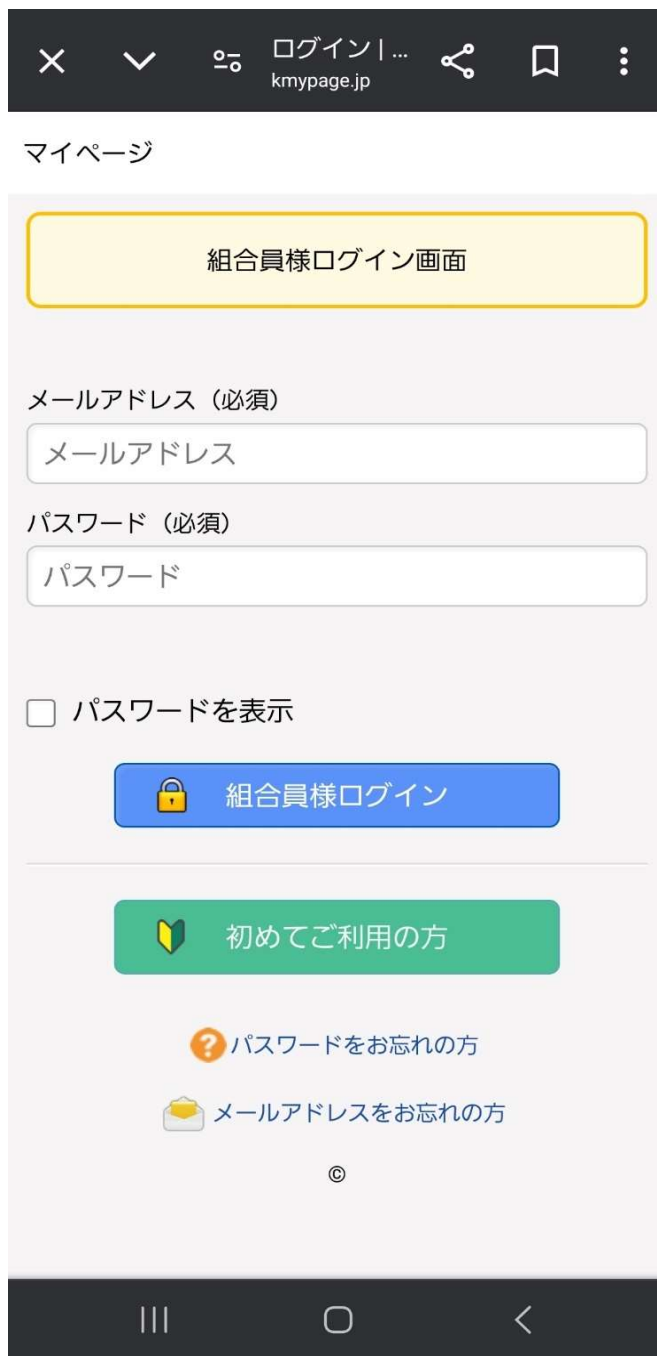 ログイン | ...
kmypage.jp
マイページ
組合員様ログイン画面
メールアドレス（必須）
メールアドレス
パスワード（必須）
パスワード
パスワードを表示
組合員様ログイン
初めてご利用の方
パスワードをお忘れの方
メールアドレスをお忘れの方
©